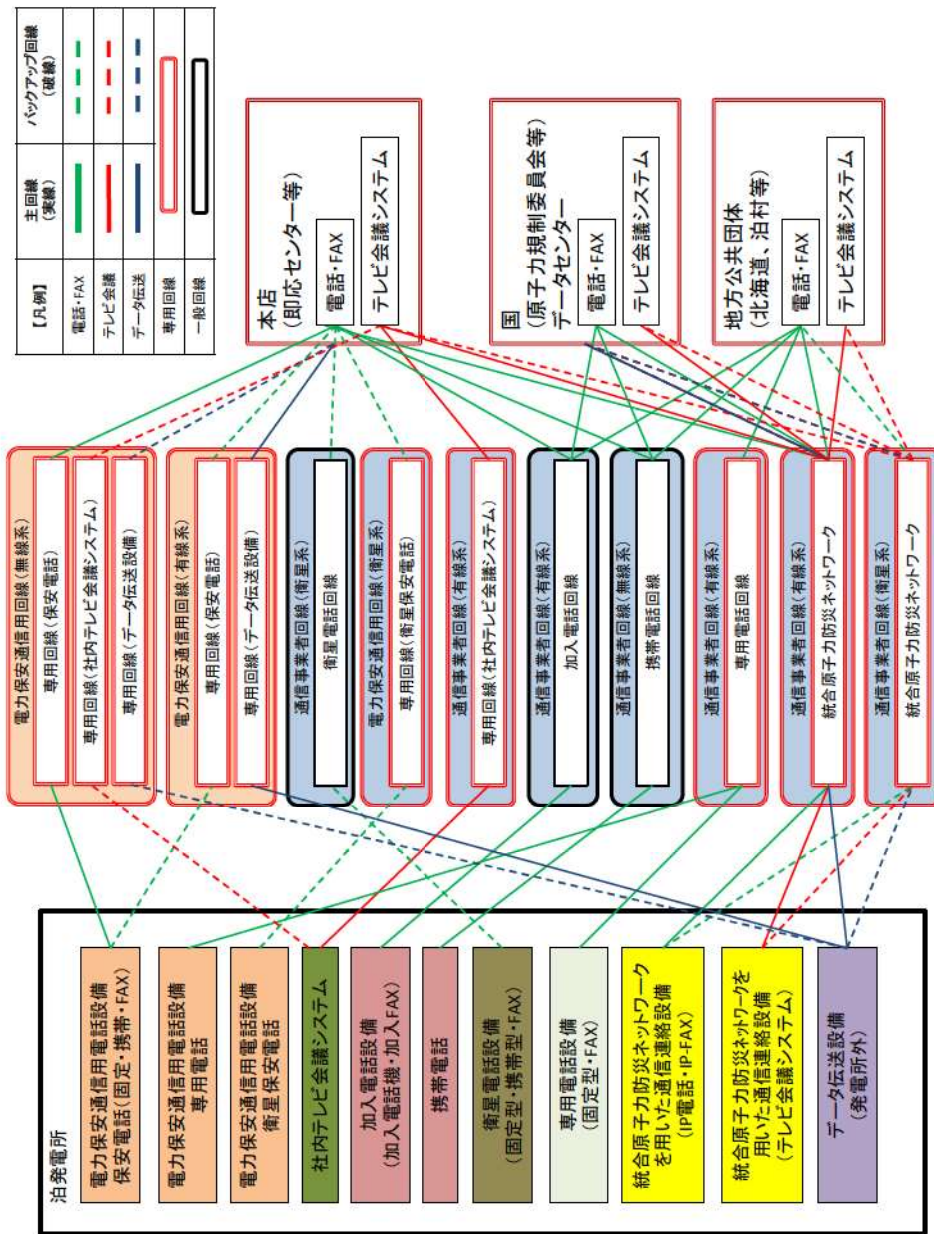 【凡例】
主回線
(実線)
バックアップ回線
(破線)
電話・FAX
テレビ会議
データ伝送
専用回線
一般回線
泊発電所
電力保安通信用電話設備
保安電話(固定・携帯・FAX)
電力保安通信用電話設備
専用電話
電力保安通信用電話設備
衛星保安電話
社内テレビ会議システム
加入電話設備
(加入電話機・加入FAX)
携帯電話
衛星電話設備
(固定型・携帯型・FAX)
専用電話設備
(固定型・FAX)
統合原子力防災ネットワーク
を用いた通信連絡設備
(IP電話・IP-FAX)
統合原子力防災ネットワークを
用いた通信連絡設備
(テレビ会議システム)
データ伝送設備
(発電所外)
電力保安通信用回線(無線系)
専用回線(保安電話)
専用回線(社内テレビ会議システム)
専用回線(データ伝送設備)
電力保安通信用回線(有線系)
専用回線(保安電話)
専用回線(データ伝送設備)
通信事業者回線(衛星系)
衛星電話回線
電力保安通信用回線(衛星系)
専用回線(衛星保安電話)
通信事業者回線(有線系)
専用回線(社内テレビ会議システム)
通信事業者回線(有線系)
加入電話回線
通信事業者回線(無線系)
携帯電話回線
通信事業者回線(有線系)
専用電話回線
通信事業者回線(有線系)
統合原子力防災ネットワーク
通信事業者回線(衛星系)
統合原子力防災ネットワーク
本店
(即応センター等)
電話・FAX
テレビ会議システム
国
(原子力規制委員会等)
データセンター
電話・FAX
テレビ会議システム
地方公共団体
(北海道、泊村等)
電話・FAX
テレビ会議システム